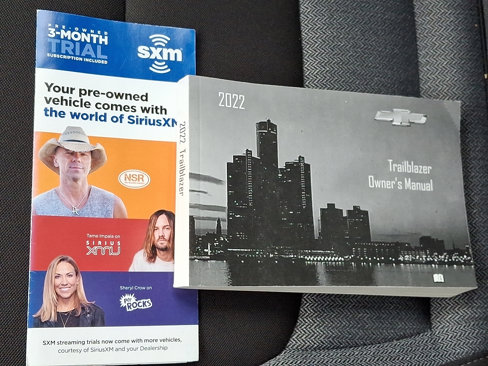 PRE-OWNED
3-MONTH
TRIAL
SUBSCRIPTION INCLUDED
sxm
Your pre-owned
vehicle comes with
the world of SiriusXM
NSR
Tame Impala on
SIRIUS
XMU
Sheryl Crow on
ROCKS
SXM streaming trials now come with more vehicles,
courtesy of SiriusXM and your Dealership
2022 Trailblazer
2022
Trailblazer
Owner's Manual